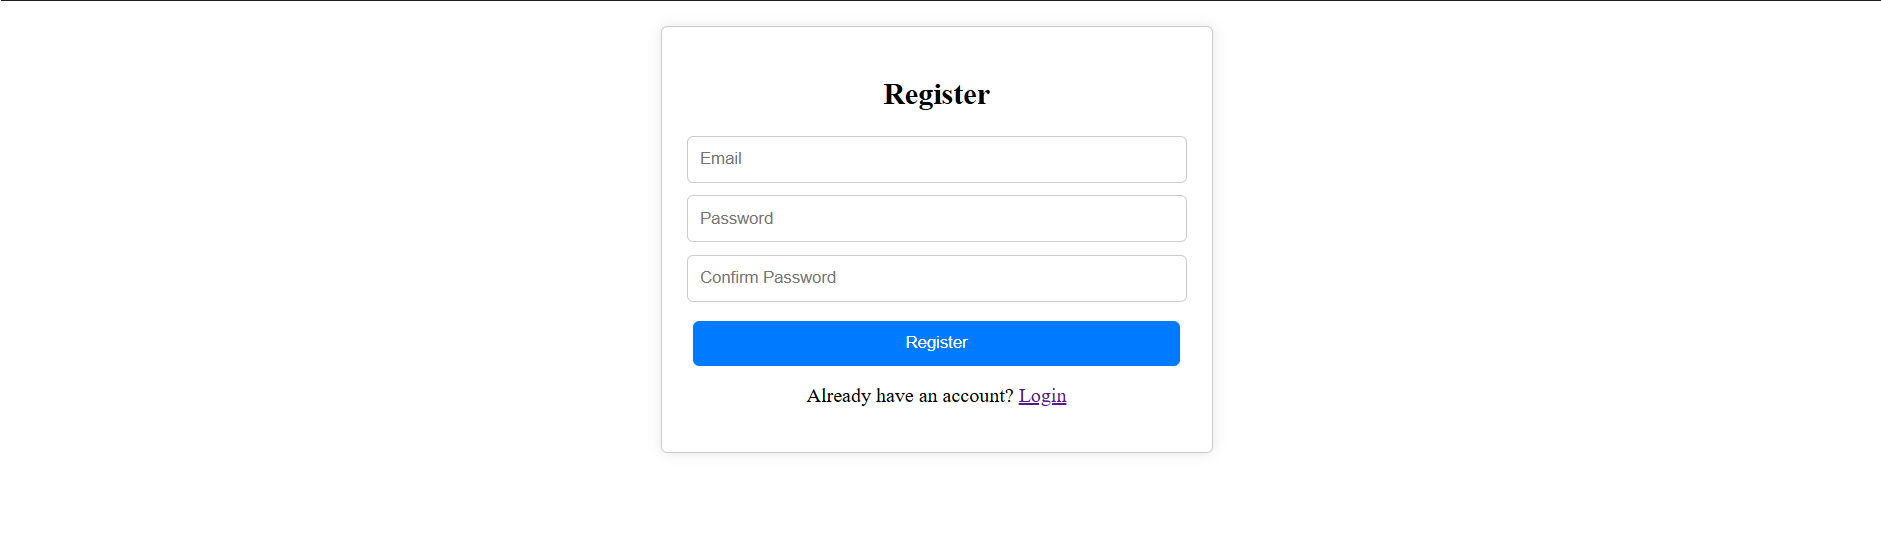 Register
Email
Password
Confirm Password
Register
Already have an account? Login